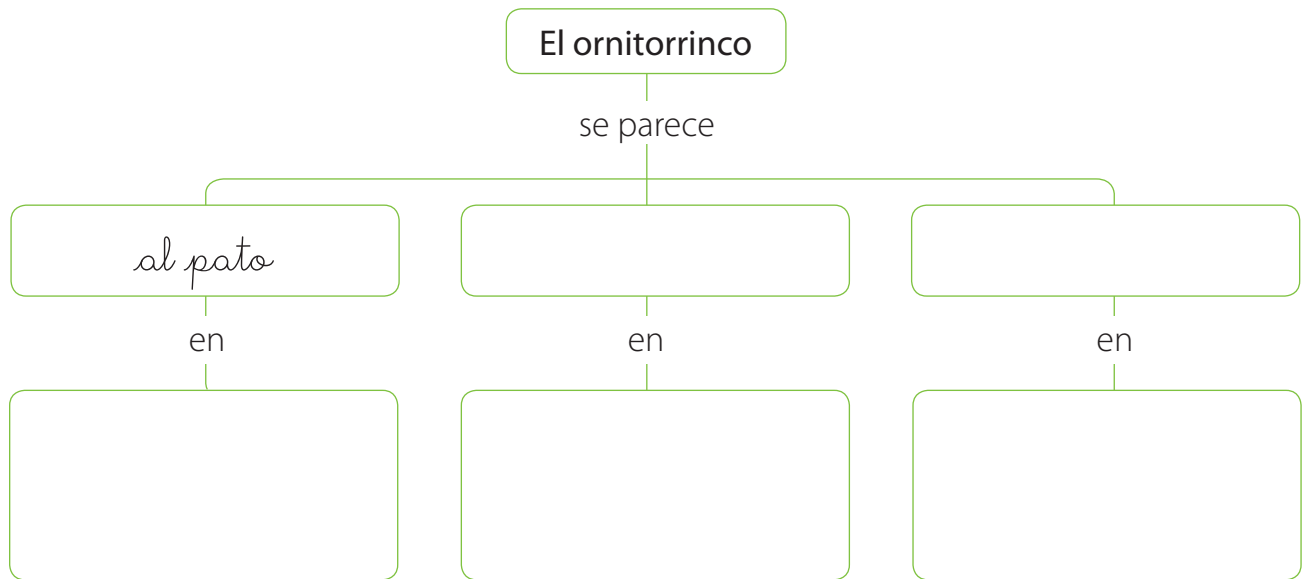 El ornitorrinco
se parece
al pato
en
en
en